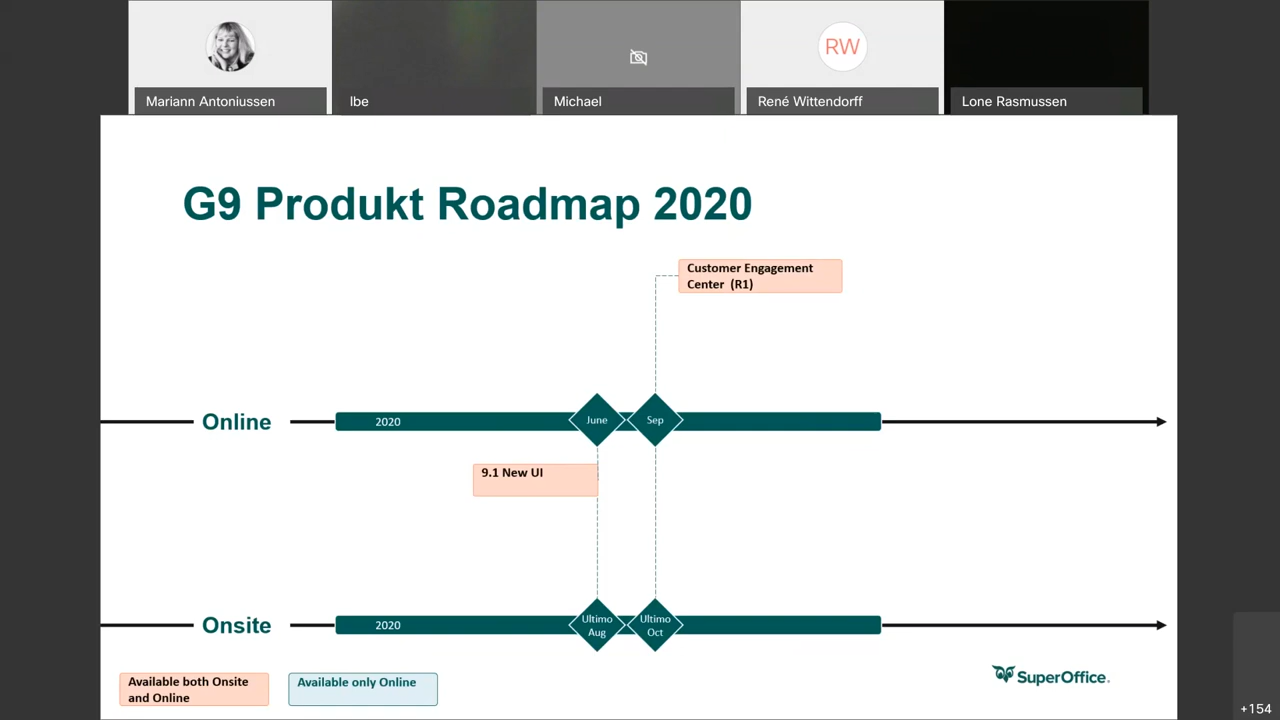 RW
Mariann Antoniussen
Ibe
Michael
René Wittendorff
Lone Rasmussen
G9 Produkt Roadmap 2020
Customer Engagement
Center (R1)
Online
2020
June
Sep
9.1 New UI
Onsite
2020
Ultimo
Aug
Ultimo
Oct
Available both Onsite
and Online
Available only Online
SuperOffice.
+154